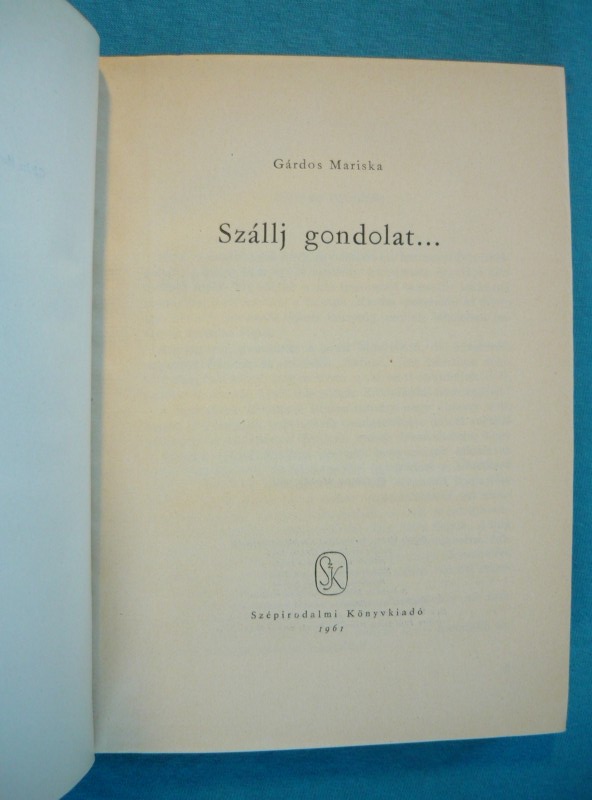 Gárdos Mariska
Szállj gondolat...
SzK
Szépirodalmi Könyvkiadó
1961